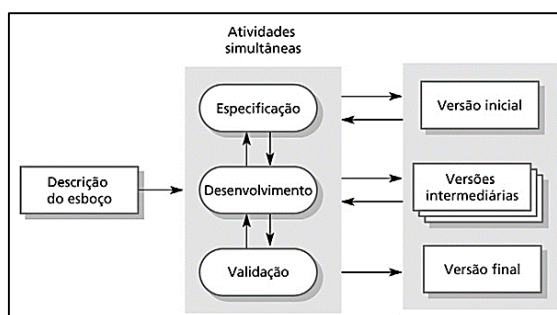 Atividades
simultâneas
Especificação
Versão inicial
Descrição
do esboço
Desenvolvimento
Versões
intermediárias
Validação
Versão final